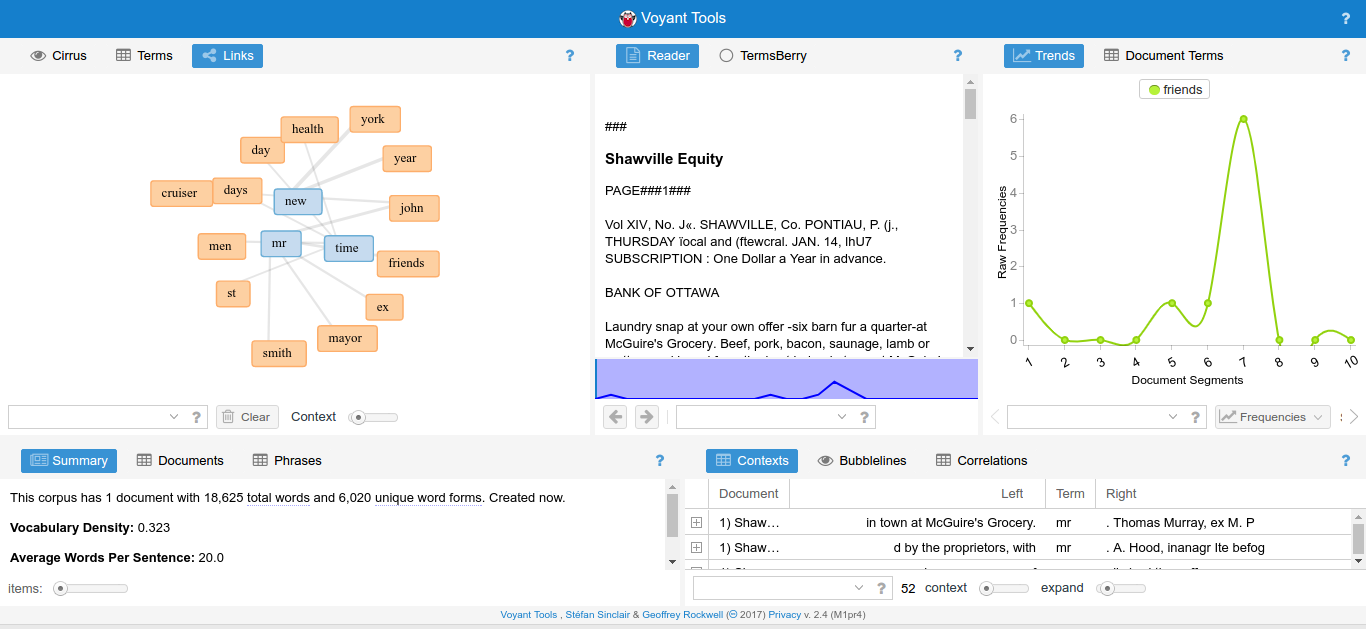 Voyant Tools
?
Cirrus Terms Links ?
Reader TermsBerry ?
Trends Document Terms ?
york
health
day
year
cruiser
days
new
john
men
mr
time
friends
st
ex
mayor
smith
? Clear Context
###
Shawville Equity
PAGE###1###
Vol XIV, No. J«. SHAWVILLE, Co. PONTIAU, P. (j.,
THURSDAY ïocal and (ftewcral. JAN. 14, lhU7
SUBSCRIPTION : One Dollar a Year in advance.
BANK OF OTTAWA
Laundry snap at your own offer -six barn fur a quarter-at
McGuire's Grocery. Beef, pork, bacon, saunage, lamb or
?
friends
Raw Frequencies
6
5
4
3
2
1
0
1 2 3 4 5 6 7 8 9 10
Document Segments
? Frequencies
Summary Documents Phrases ?
This corpus has 1 document with 18,625 total words and 6,020 unique word forms. Created now.
Vocabulary Density: 0.323
Average Words Per Sentence: 20.0
items:
Contexts Bubblelines Correlations ?
Document Left Term Right
1) Shaw… in town at McGuire's Grocery. mr . Thomas Murray, ex M. P
1) Shaw… d by the proprietors, with mr . A. Hood, inanagr Ite befog
? 52 context expand
Voyant Tools , Stéfan Sinclair & Geoffrey Rockwell (© 2017) Privacy v. 2.4 (M1pr4)